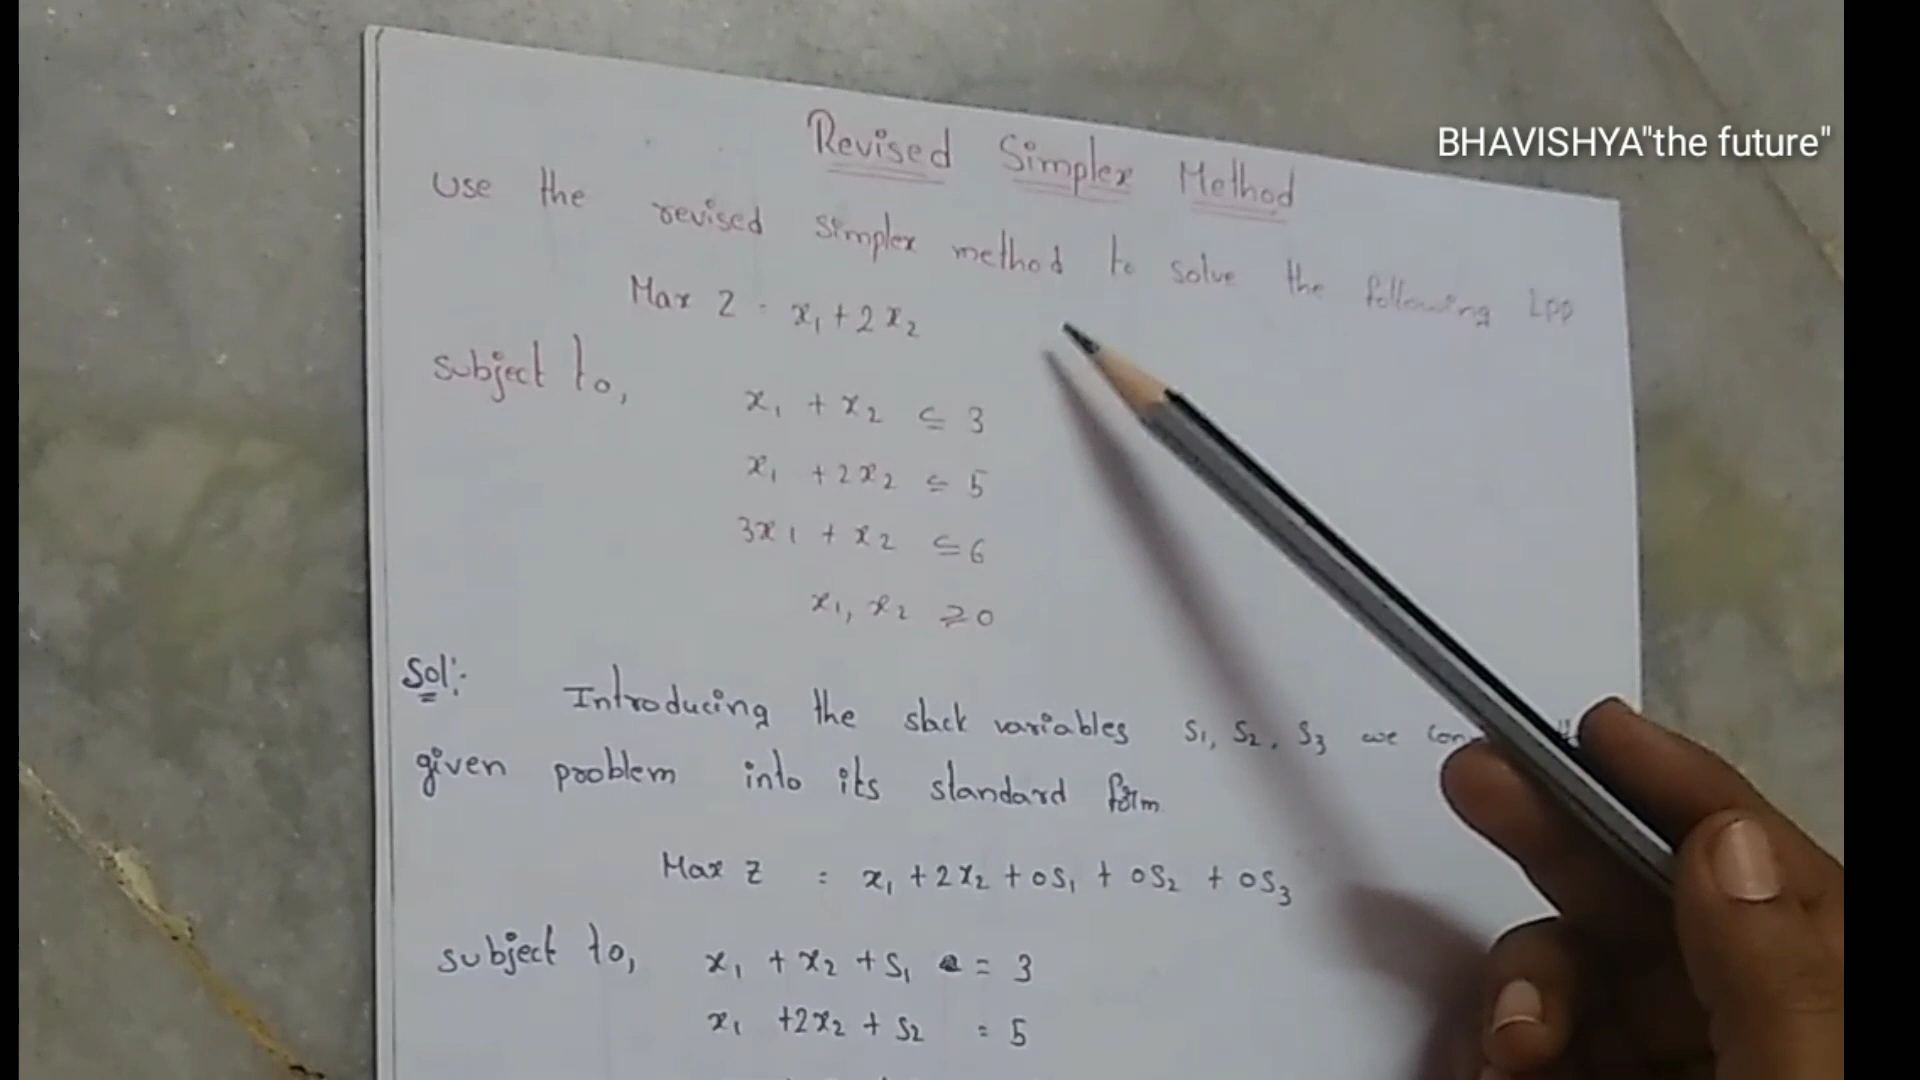 BHAVISHYA"the future"
Revised Simplex Method
Use the revised simplex method to solve the following Lpp
Max Z = x₁ + 2x₂
subject to,
x₁ + x₂ ≤ 3
x₁ + 2x₂ ≤ 5
3x₁ + x₂ ≤ 6
x₁, x₂ ≥ 0
Sol:-
Introducing the slack variables S₁, S₂, S₃ we
given problem into its standard form
Max Z = x₁ + 2x₂ + 0S₁ + 0S₂ + 0S₃
subject to, x₁ + x₂ + S₁ = 3
x₁ + 2x₂ + S₂ = 5